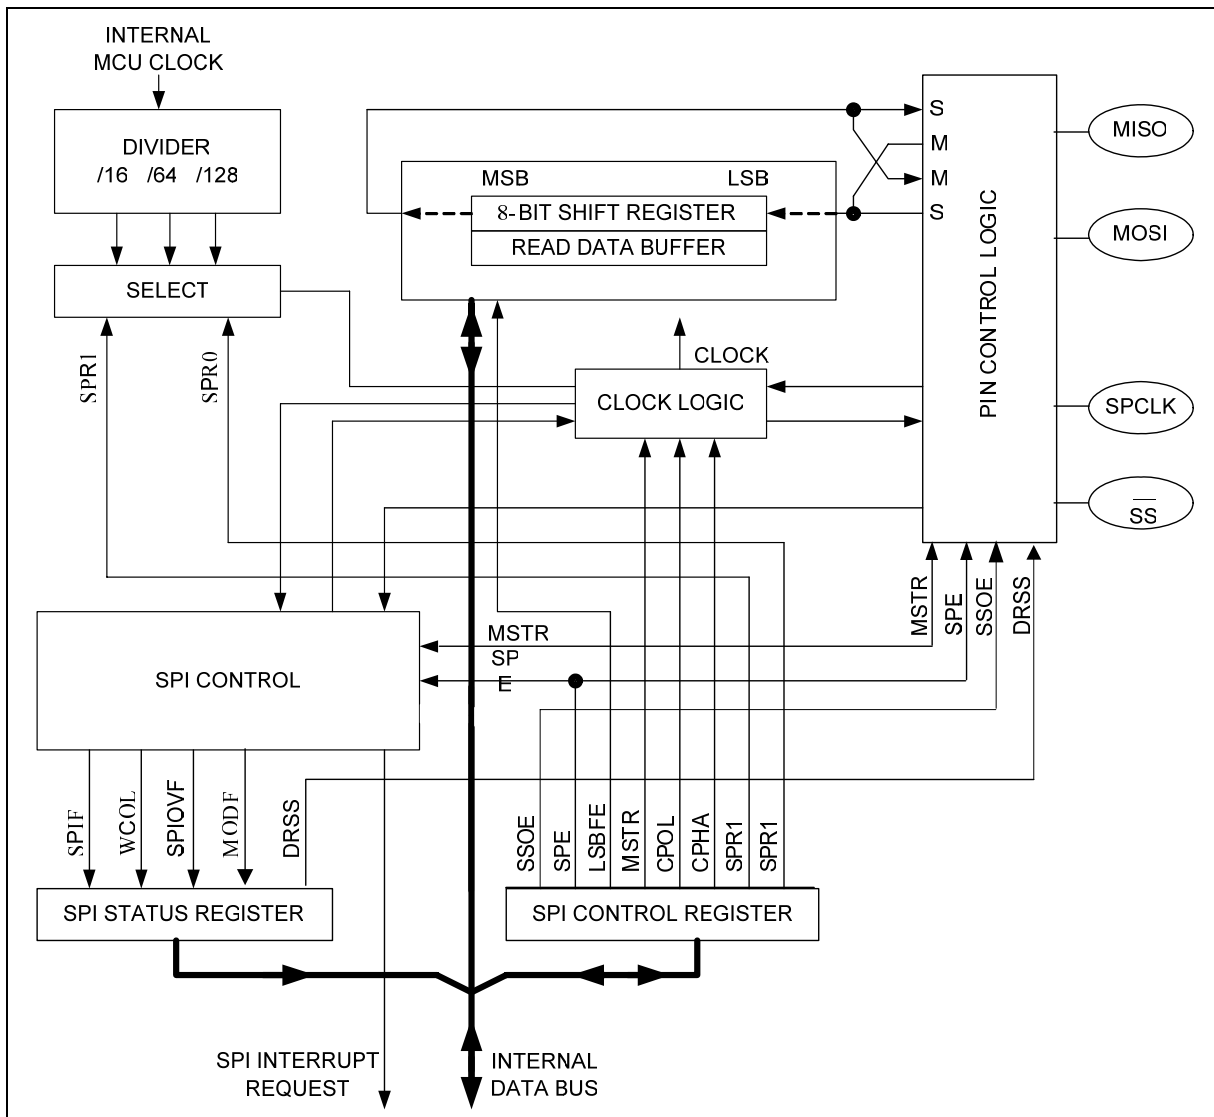 INTERNAL
MCU CLOCK
DIVIDER
/16 /64 /128
SELECT
SPR1
SPR0
MSB LSB
8-BIT SHIFT REGISTER
READ DATA BUFFER
S
M
M
S
PIN CONTROL LOGIC
MISO
MOSI
SPCLK
SS
CLOCK
CLOCK LOGIC
MSTR
SPE
SSOE
DRSS
SPI CONTROL
MSTR
SP
E
SPIF
WCOL
SPIOVF
MODF
DRSS
SSOE
SPE
LSBFE
MSTR
CPOL
CPHA
SPR1
SPR1
SPI STATUS REGISTER
SPI CONTROL REGISTER
SPI INTERRUPT
REQUEST
INTERNAL
DATA BUS